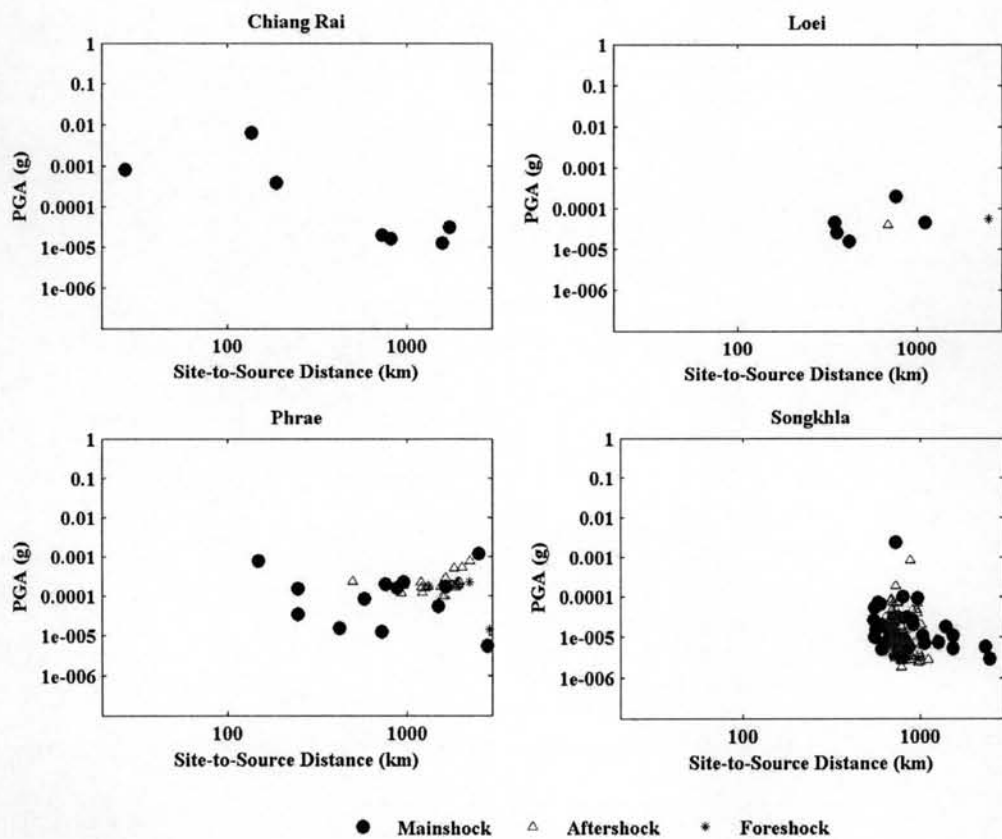 Chiang Rai
1
0.1
0.01
0.001
0.0001
1e-005
1e-006
PGA (g)
100 1000
Site-to-Source Distance (km)
Loei
1
0.1
0.01
0.001
0.0001
1e-005
1e-006
PGA (g)
100 1000
Site-to-Source Distance (km)
Phrae
1
0.1
0.01
0.001
0.0001
1e-005
1e-006
PGA (g)
100 1000
Site-to-Source Distance (km)
Songkhla
1
0.1
0.01
0.001
0.0001
1e-005
1e-006
PGA (g)
100 1000
Site-to-Source Distance (km)
Mainshock Aftershock Foreshock